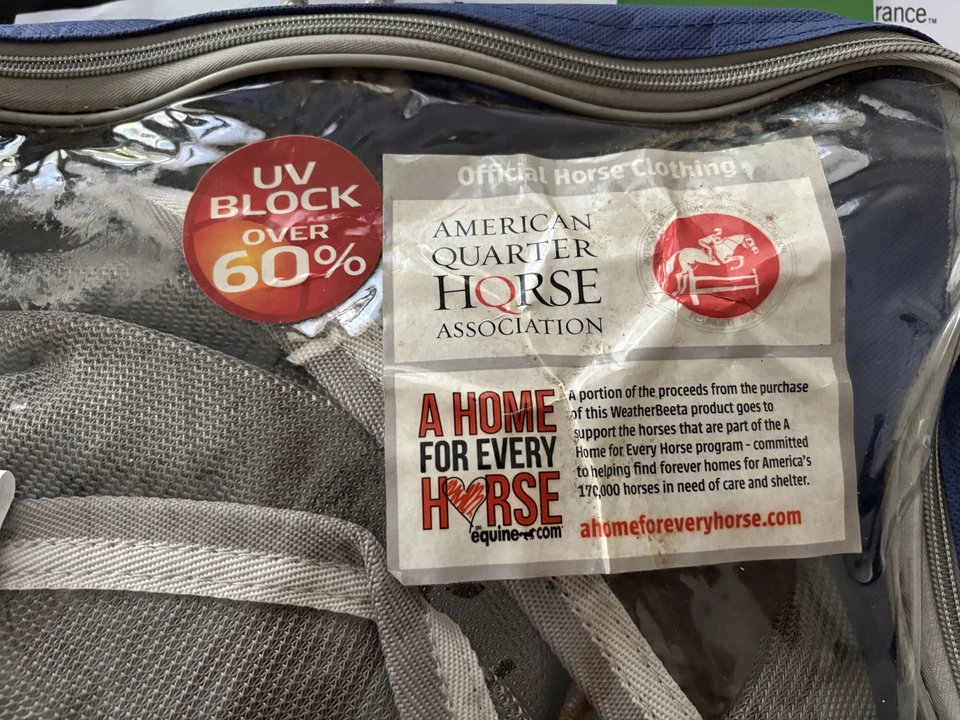 rance™
UV
BLOCK
OVER
60%
Official Horse Clothing
AMERICAN
QUARTER
HORSE
ASSOCIATION
A HOME
FOR EVERY
HORSE
equine.com
A portion of the proceeds from the purchase
of this WeatherBeeta product goes to
support the horses that are part of the A
Home for Every Horse program - committed
to helping find forever homes for America's
170,000 horses in need of care and shelter.
ahomeforeveryhorse.com